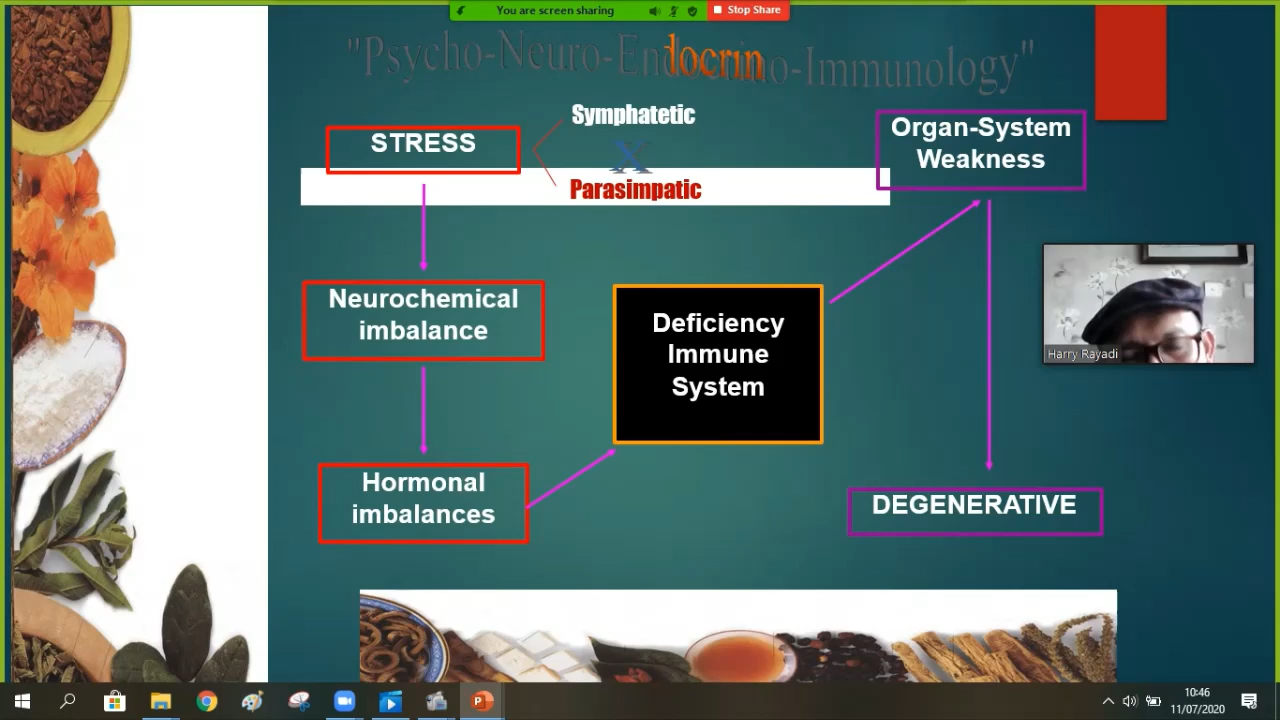 You are screen sharing
Stop Share
"Psycho-Neuro-Endocrino-Immunology"
STRESS
Symphatetic
X
Parasimpatic
Organ-System
Weakness
Neurochemical
imbalance
Deficiency
Immune
System
Harry Rayadi
Hormonal
imbalances
DEGENERATIVE
10:46
11/07/2020